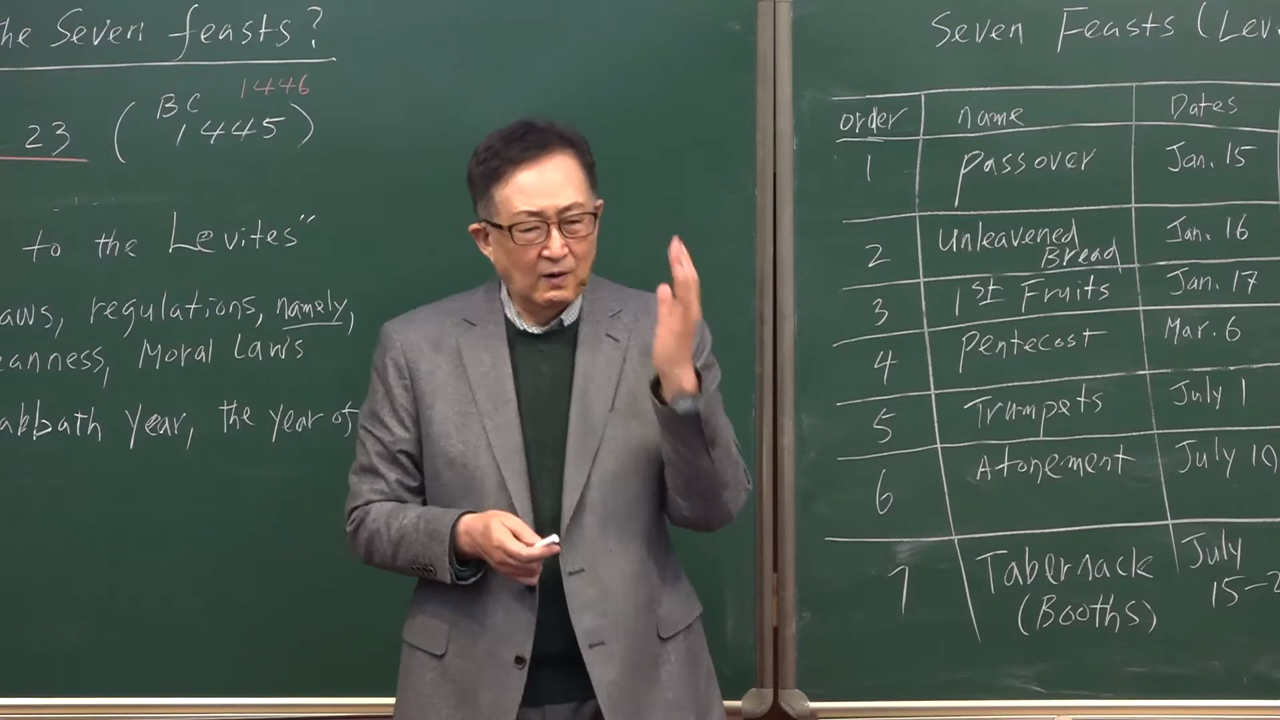 the Seven feasts?
BC 1446
23 ( 1445 )
to the Levites"
aws, regulations, namely,
eanness, Moral Laws
abbath Year, the year of
Seven Feasts (Lev
order name Dates
1 Passover Jan. 15
2 Unleavened Bread Jan. 16
3 1st Fruits Jan. 17
4 Pentecost Mar. 6
5 Trumpets July 1
6 Atonement July 10
7 Tabernacle July
(Booths) 15-2